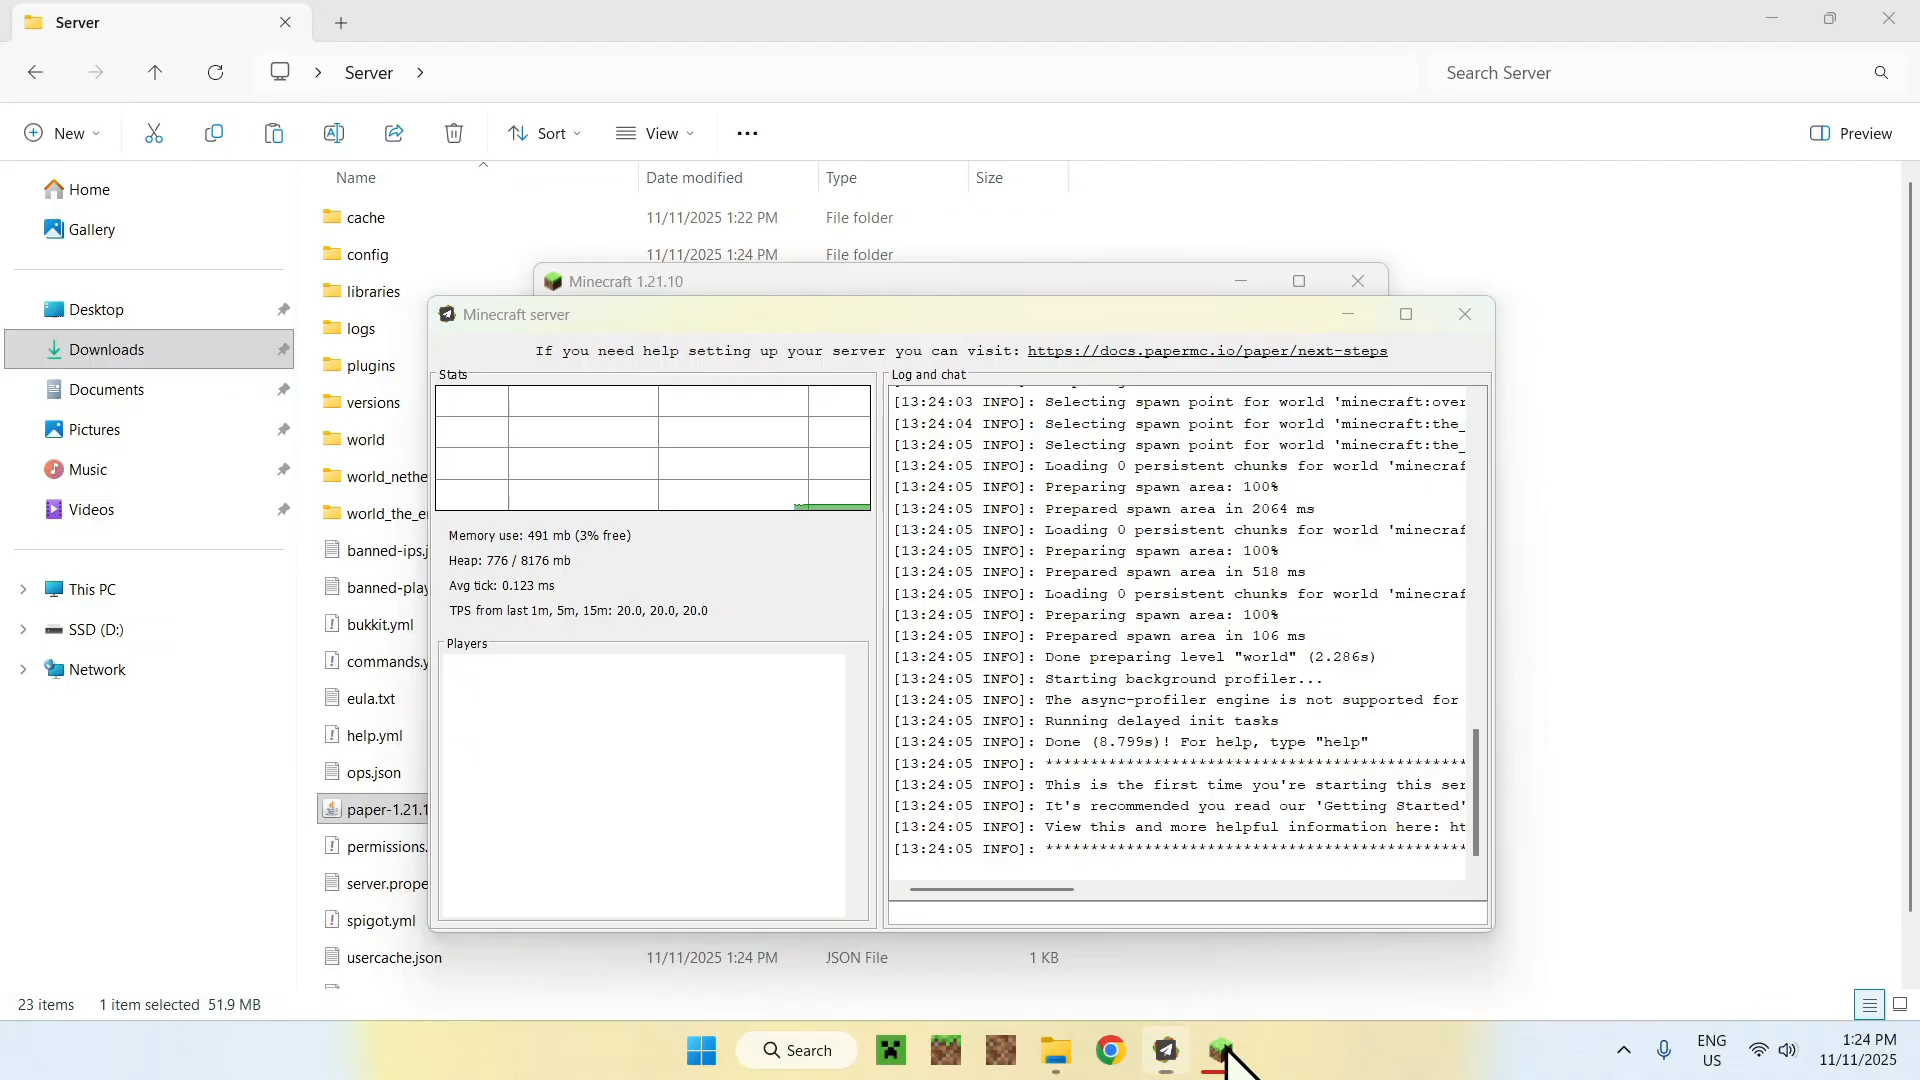 Server
Server
Search Server
New
Sort
View
Preview
Name
Date modified
Type
Size
Home
Gallery
Desktop
Downloads
Documents
Pictures
Music
Videos
This PC
SSD (D:)
Network
cache 11/11/2025 1:22 PM File folder
config 11/11/2025 1:24 PM File folder
libraries
logs
plugins
versions
world
world_nethe
world_the_e
banned-ips.j
banned-play
bukkit.yml
commands.y
eula.txt
help.yml
ops.json
paper-1.21.1
permissions.
server.prope
spigot.yml
usercache.json 11/11/2025 1:24 PM JSON File 1 KB
Minecraft 1.21.10
Minecraft server
If you need help setting up your server you can visit: https://docs.papermc.io/paper/next-steps
Stats
Memory use: 491 mb (3% free)
Heap: 776 / 8176 mb
Avg tick: 0.123 ms
TPS from last 1m, 5m, 15m: 20.0, 20.0, 20.0
Players
Log and chat
[13:24:03 INFO]: Selecting spawn point for world 'minecraft:over
[13:24:04 INFO]: Selecting spawn point for world 'minecraft:the_
[13:24:05 INFO]: Selecting spawn point for world 'minecraft:the_
[13:24:05 INFO]: Loading 0 persistent chunks for world 'minecraf
[13:24:05 INFO]: Preparing spawn area: 100%
[13:24:05 INFO]: Prepared spawn area in 2064 ms
[13:24:05 INFO]: Loading 0 persistent chunks for world 'minecraf
[13:24:05 INFO]: Preparing spawn area: 100%
[13:24:05 INFO]: Prepared spawn area in 518 ms
[13:24:05 INFO]: Loading 0 persistent chunks for world 'minecraf
[13:24:05 INFO]: Preparing spawn area: 100%
[13:24:05 INFO]: Prepared spawn area in 106 ms
[13:24:05 INFO]: Done preparing level "world" (2.286s)
[13:24:05 INFO]: Starting background profiler...
[13:24:05 INFO]: The async-profiler engine is not supported for
[13:24:05 INFO]: Running delayed init tasks
[13:24:05 INFO]: Done (8.799s)! For help, type "help"
[13:24:05 INFO]: ***********************************************
[13:24:05 INFO]: This is the first time you're starting this ser
[13:24:05 INFO]: It's recommended you read our 'Getting Started'
[13:24:05 INFO]: View this and more helpful information here: ht
[13:24:05 INFO]: ***********************************************
23 items 1 item selected 51.9 MB
Search
ENG
US
1:24 PM
11/11/2025